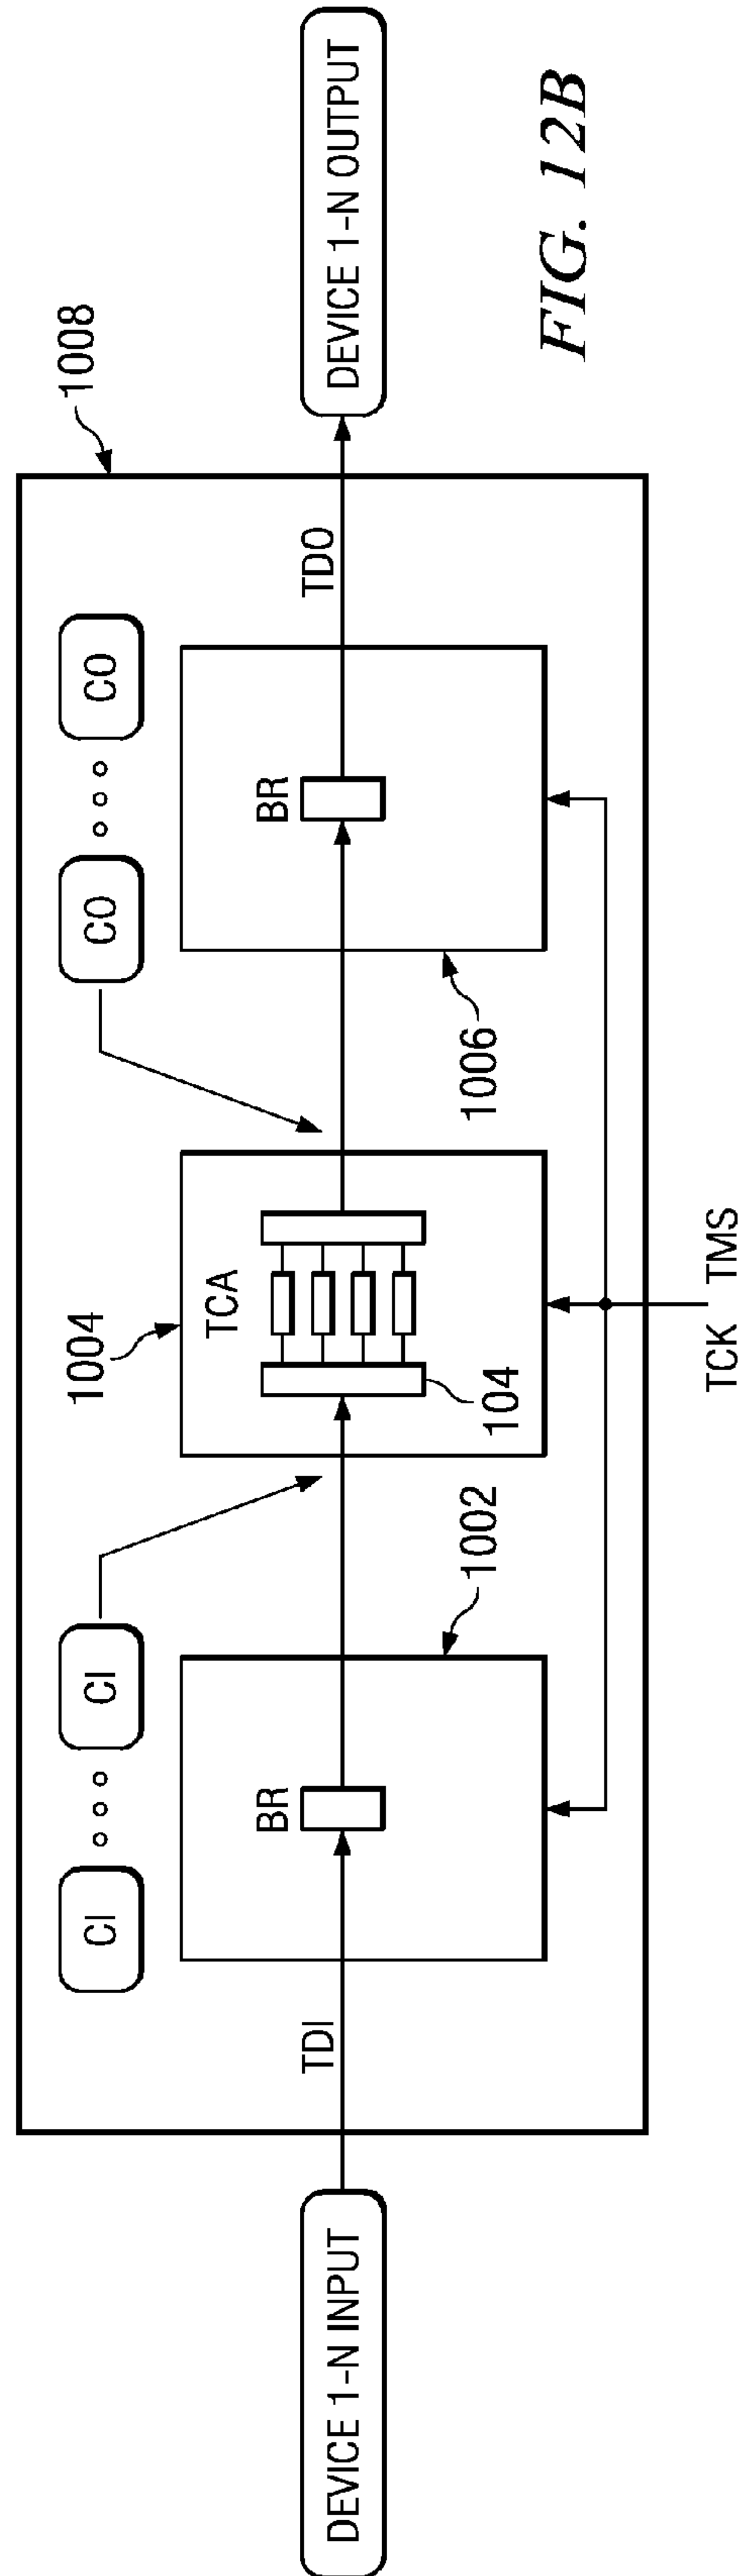 1008
CI
CI
CO
CO
1004
DEVICE 1-N INPUT
TDI
BR
TCA
BR
TDO
DEVICE 1-N OUTPUT
1002
104
1006
TCK TMS
FIG. 12B